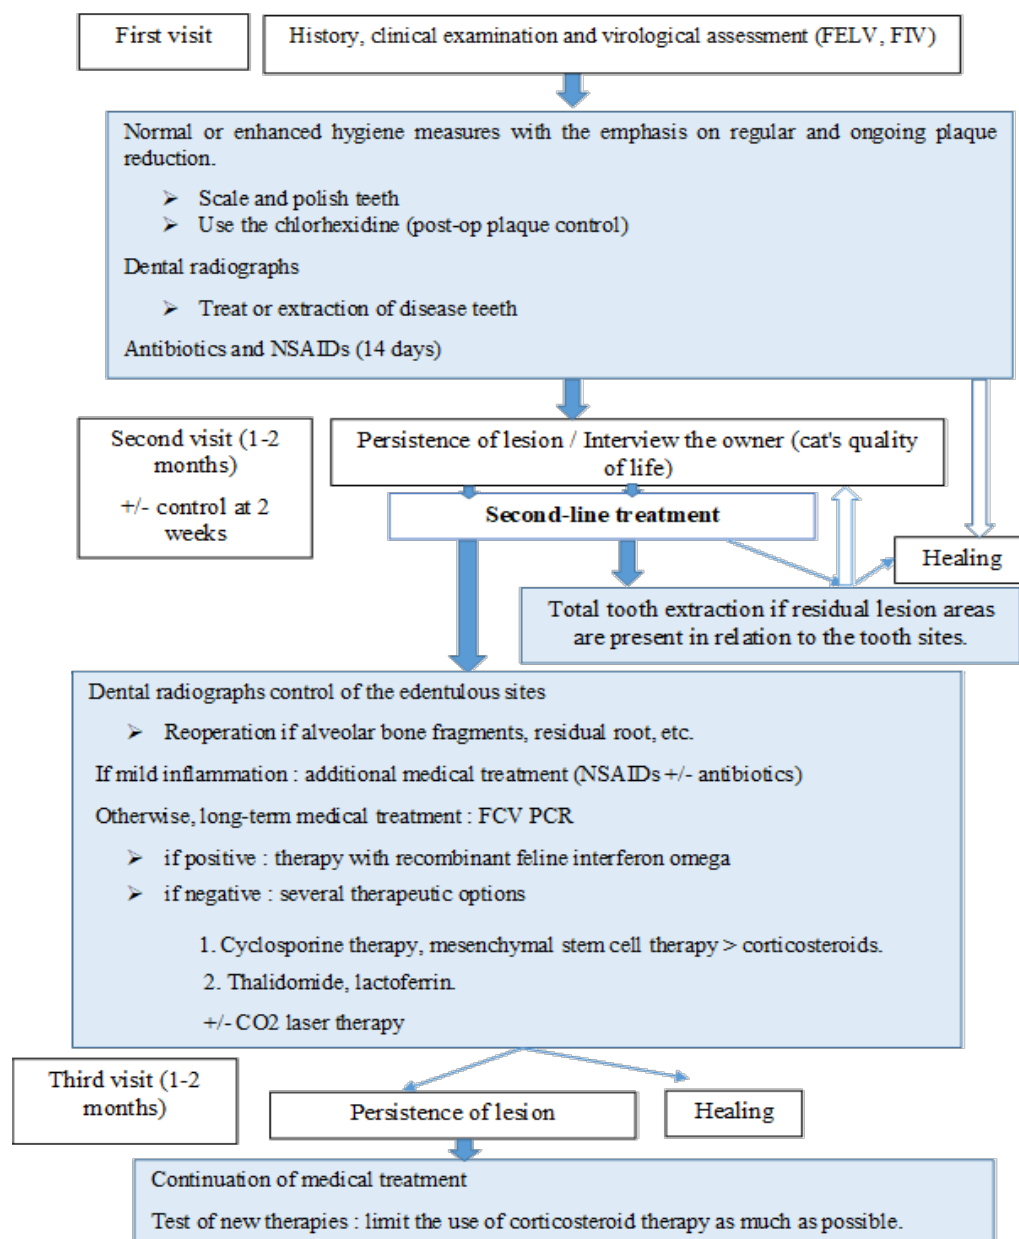 First visit
History, clinical examination and virological assessment (FELV, FIV)
Normal or enhanced hygiene measures with the emphasis on regular and ongoing plaque
reduction.
➢ Scale and polish teeth
➢ Use the chlorhexidine (post-op plaque control)
Dental radiographs
➢ Treat or extraction of disease teeth
Antibiotics and NSAIDs (14 days)
Second visit (1-2
months)
+/- control at 2
weeks
Persistence of lesion / Interview the owner (cat's quality
of life)
Second-line treatment
Healing
Total tooth extraction if residual lesion areas
are present in relation to the tooth sites.
Dental radiographs control of the edentulous sites
➢ Reoperation if alveolar bone fragments, residual root, etc.
If mild inflammation : additional medical treatment (NSAIDs +/- antibiotics)
Otherwise, long-term medical treatment : FCV PCR
➢ if positive : therapy with recombinant feline interferon omega
➢ if negative : several therapeutic options
1. Cyclosporine therapy, mesenchymal stem cell therapy > corticosteroids.
2. Thalidomide, lactoferrin.
+/- CO2 laser therapy
Third visit (1-2
months)
Persistence of lesion
Healing
Continuation of medical treatment
Test of new therapies : limit the use of corticosteroid therapy as much as possible.